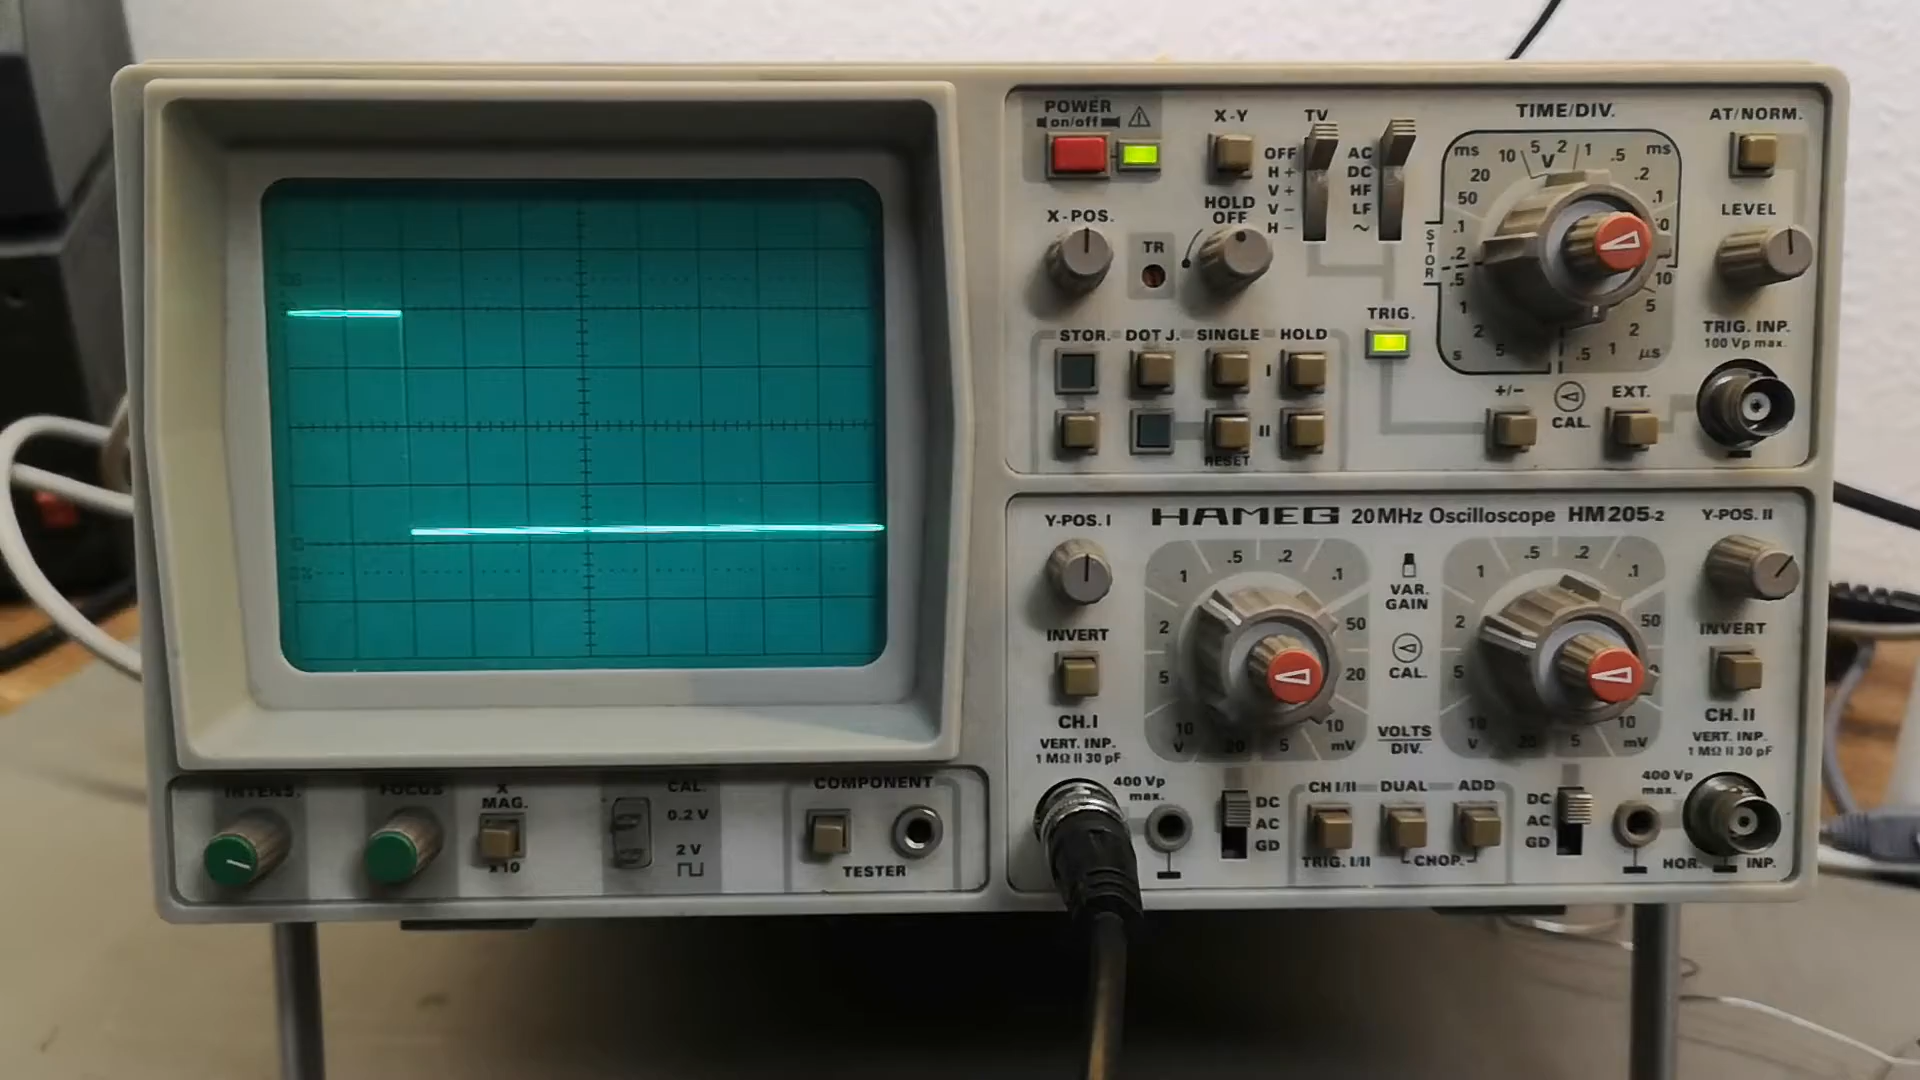 POWER
on/off
X-Y
TV
TIME/DIV.
AT/NORM.
OFF
H+
V+
V-
H-
AC
DC
HF
LF
~
ms
20
50
.1
.2
.5
1
2
s
5
10
5
V
2
1
.5
ms
.2
.1
10
5
2
µs
1
.5
STOR
X-POS.
TR
HOLD
OFF
LEVEL
STOR.
DOT J.
SINGLE
HOLD
I
II
RESET
TRIG.
+/-
CAL.
EXT.
TRIG. INP.
100 Vp max.
Y-POS. I
HAMEG
20MHz Oscilloscope HM205-2
Y-POS. II
INVERT
CH.I
VERT. INP.
1 MΩ II 30 pF
400 Vp
max.
.5
.2
.1
1
2
5
10
V
20
5
mV
10
20
50
VAR.
GAIN
CAL.
VOLTS
DIV.
.5
.2
.1
1
2
5
10
V
20
5
mV
10
50
INVERT
CH. II
VERT. INP.
1 MΩ II 30 pF
400 Vp
max.
DC
AC
GD
CH I/II
DUAL
ADD
TRIG. I/II
CHOP.
DC
AC
GD
HOR. INP.
INTENS.
FOCUS
X
MAG.
x10
CAL.
0.2 V
2 V
COMPONENT
TESTER